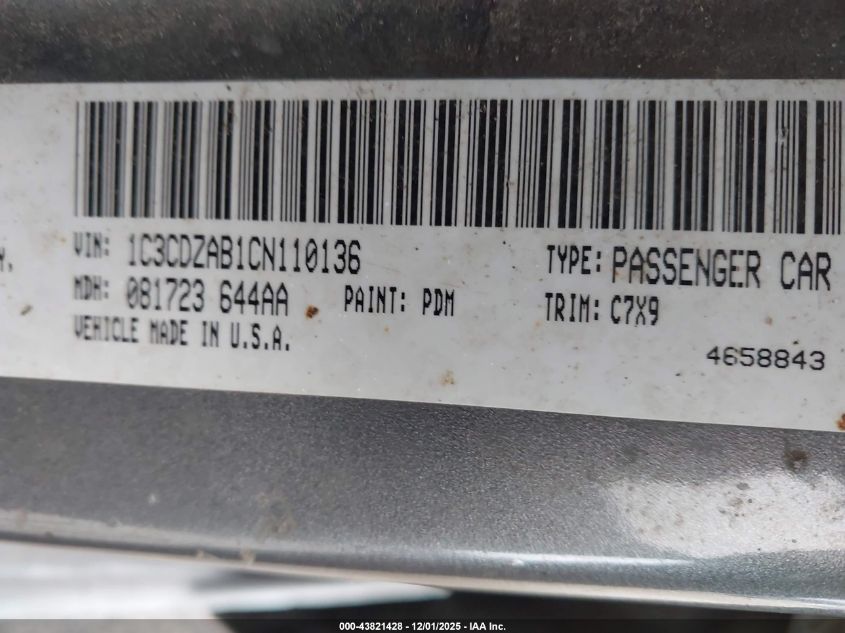 VIN: 1C3CDZAB1CN110136
TYPE: PASSENGER CAR
Y.
MDH: 081723 644AA
PAINT: PDM
TRIM: C7X9
VEHICLE MADE IN U.S.A.
4658843
000-43821428 - 12/01/2025 - IAA Inc.